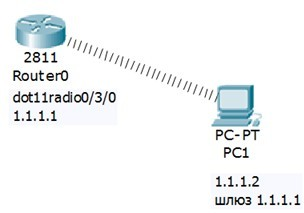 2811
Router0
dot11radio0/3/0
1.1.1.1
PC-PT
PC1
1.1.1.2
шлюз 1.1.1.1